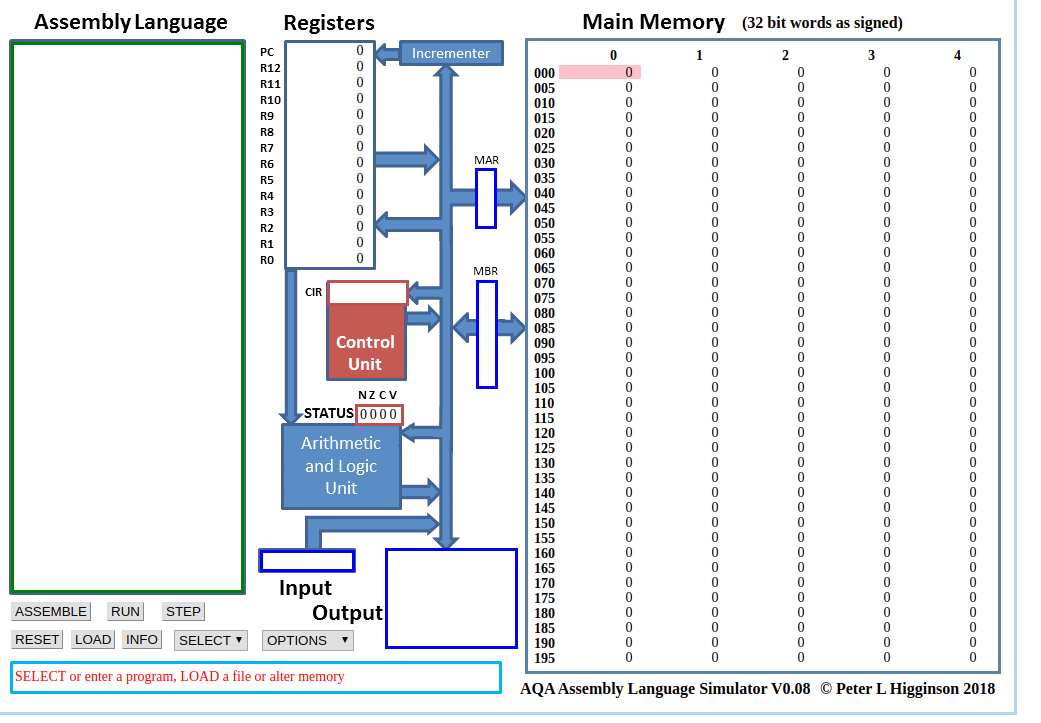 Assembly Language
Registers
Main Memory (32 bit words as signed)
PC 0
R12 0
R11 0
R10 0
R9 0
R8 0
R7 0
R6 0
R5 0
R4 0
R3 0
R2 0
R1 0
R0 0
Incrementer
MAR
MBR
CIR
Control
Unit
N Z C V
STATUS 0 0 0 0
Arithmetic
and Logic
Unit
Input
Output
0 1 2 3 4
000 0 0 0 0 0
005 0 0 0 0 0
010 0 0 0 0 0
015 0 0 0 0 0
020 0 0 0 0 0
025 0 0 0 0 0
030 0 0 0 0 0
035 0 0 0 0 0
040 0 0 0 0 0
045 0 0 0 0 0
050 0 0 0 0 0
055 0 0 0 0 0
060 0 0 0 0 0
065 0 0 0 0 0
070 0 0 0 0 0
075 0 0 0 0 0
080 0 0 0 0 0
085 0 0 0 0 0
090 0 0 0 0 0
095 0 0 0 0 0
100 0 0 0 0 0
105 0 0 0 0 0
110 0 0 0 0 0
115 0 0 0 0 0
120 0 0 0 0 0
125 0 0 0 0 0
130 0 0 0 0 0
135 0 0 0 0 0
140 0 0 0 0 0
145 0 0 0 0 0
150 0 0 0 0 0
155 0 0 0 0 0
160 0 0 0 0 0
165 0 0 0 0 0
170 0 0 0 0 0
175 0 0 0 0 0
180 0 0 0 0 0
185 0 0 0 0 0
190 0 0 0 0 0
195 0 0 0 0 0
ASSEMBLE RUN STEP
RESET LOAD INFO SELECT ▼ OPTIONS ▼
SELECT or enter a program, LOAD a file or alter memory
AQA Assembly Language Simulator V0.08 © Peter L Higginson 2018